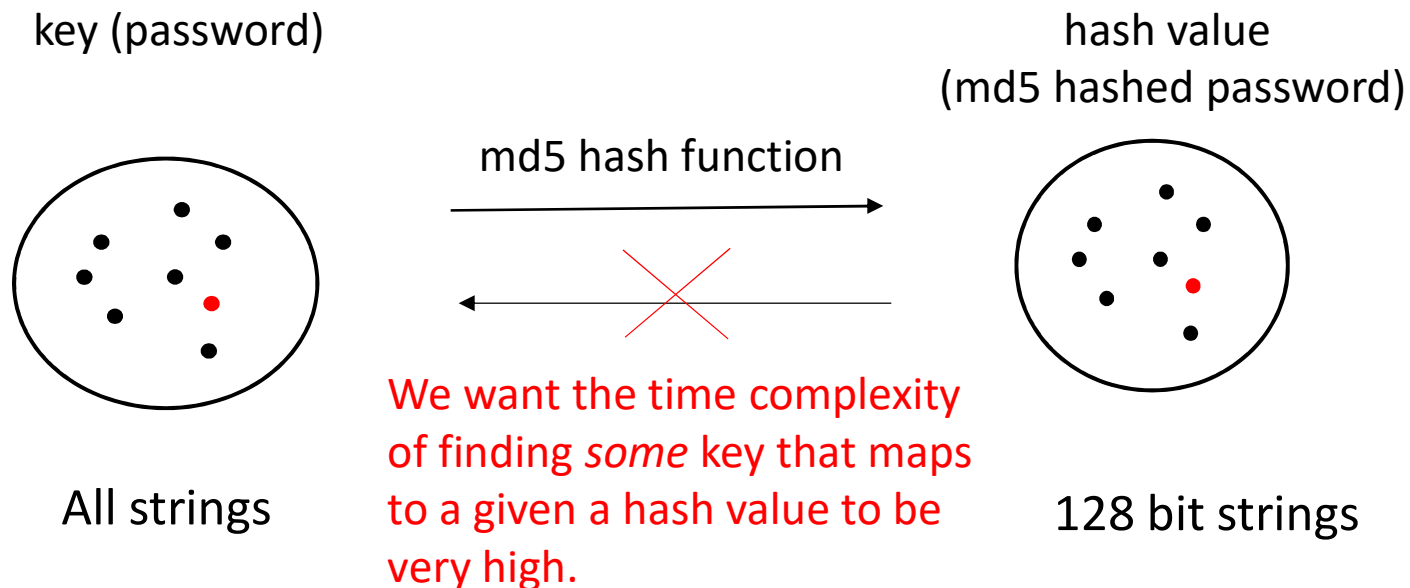 key (password)
hash value
(md5 hashed password)
md5 hash function
We want the time complexity
of finding some key that maps
to a given a hash value to be
very high.
All strings
128 bit strings